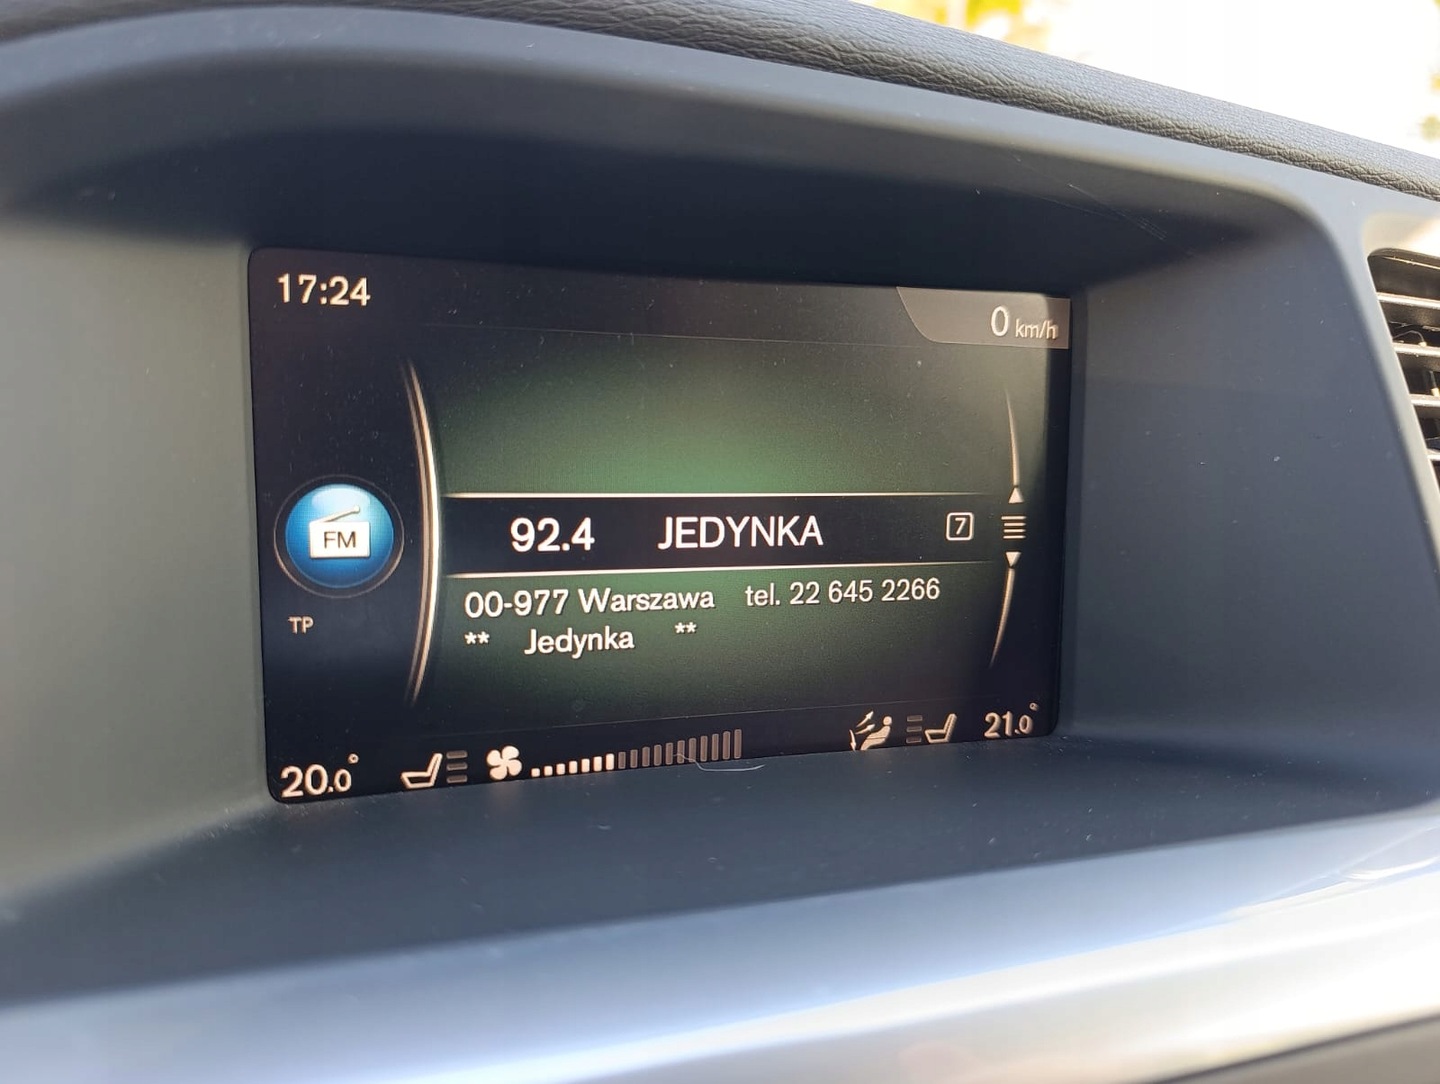 17:24
0 km/h
FM
92.4 JEDYNKA 7
00-977 Warszawa tel. 22 645 2266
** Jedynka **
TP
20.0° 21.0°